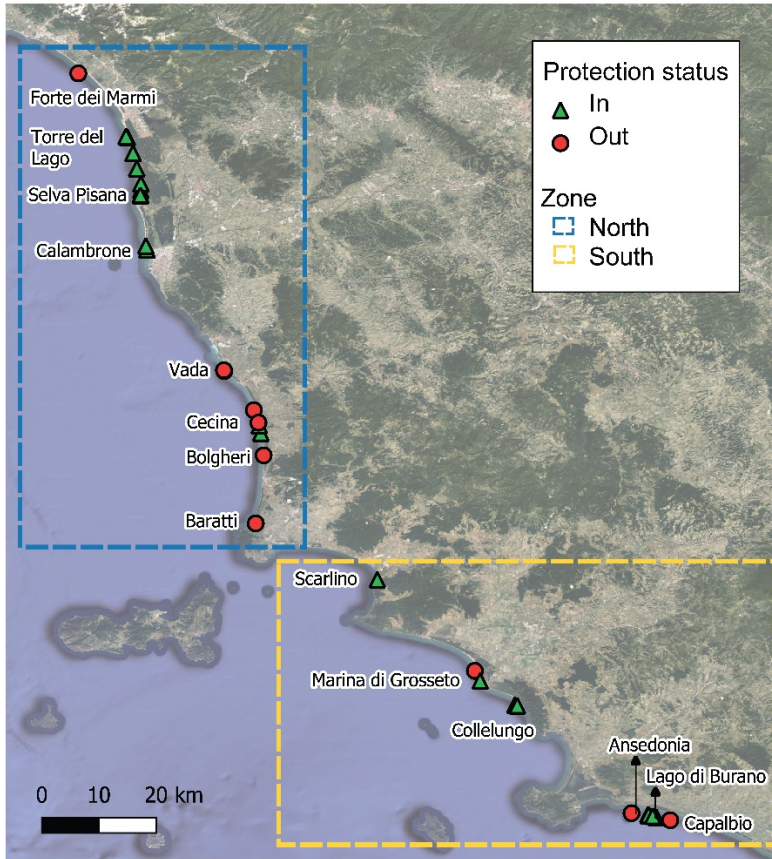 Protection status
In
Out
Zone
North
South
Forte dei Marmi
Torre del
Lago
Selva Pisana
Calambrone
Vada
Cecina
Bolgheri
Baratti
Scarlino
Marina di Grosseto
Collelungo
Ansedonia
Lago di Burano
Capalbio
0 10 20 km